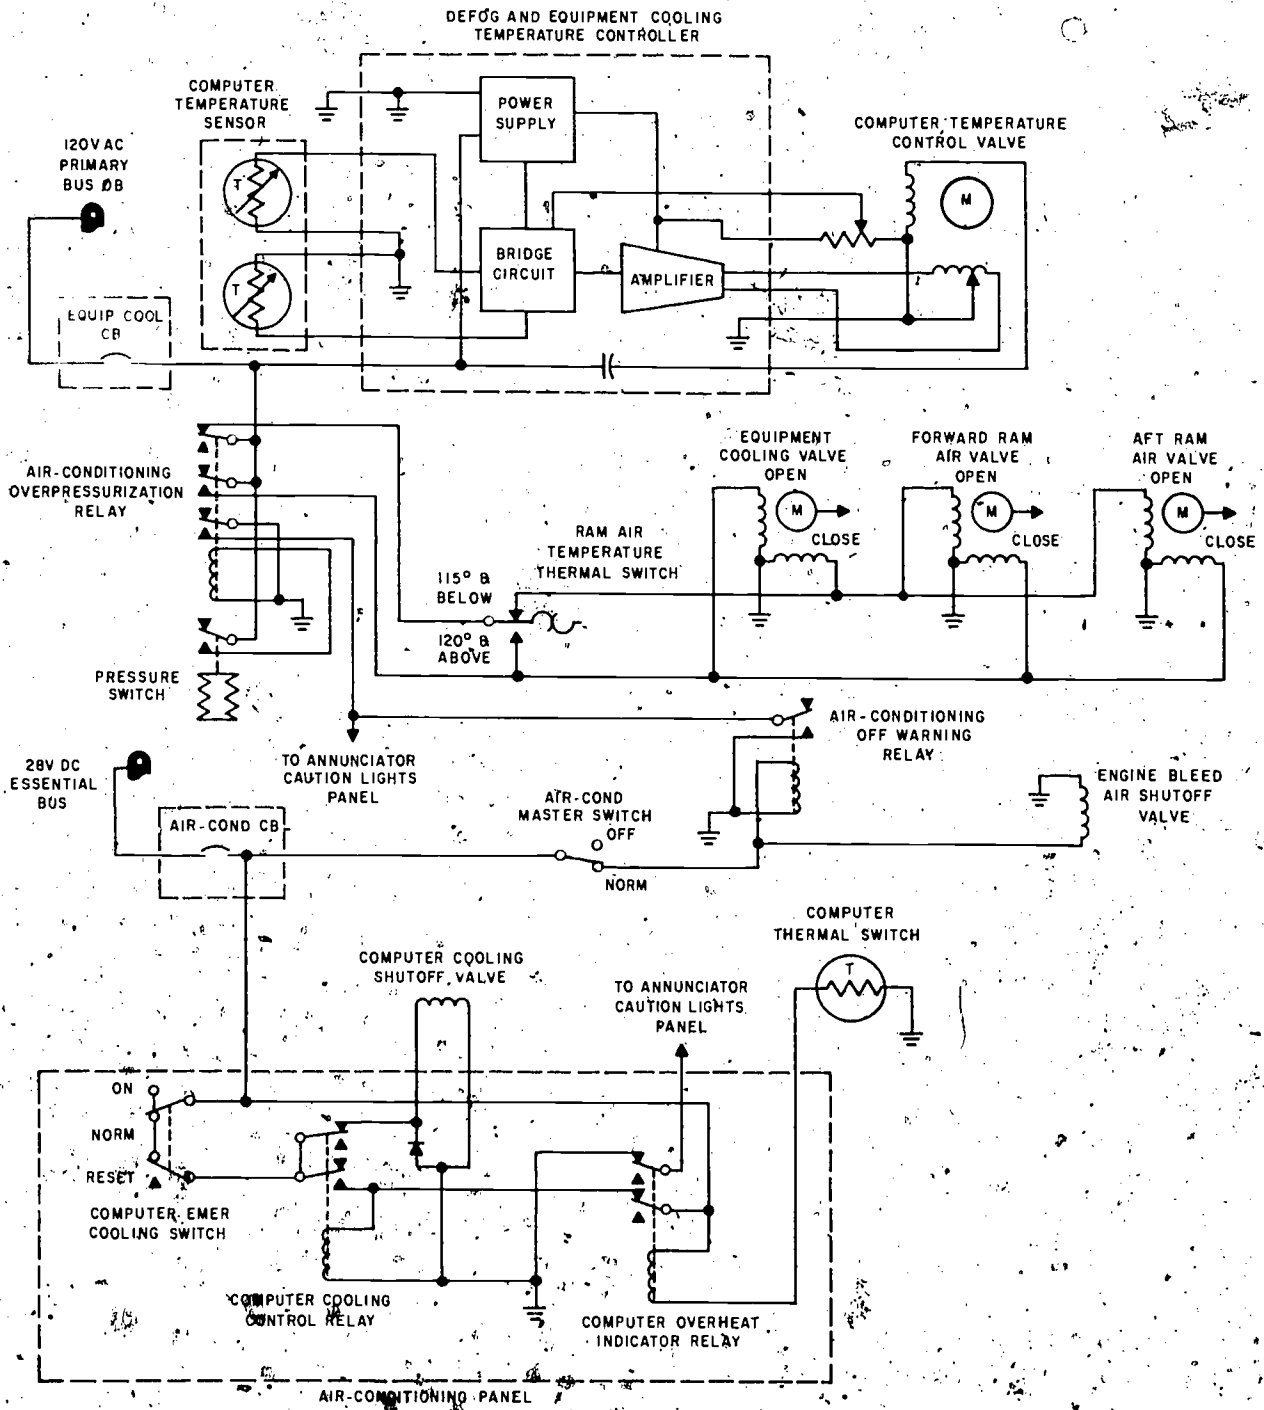 DEFOG AND EQUIPMENT COOLING
TEMPERATURE CONTROLLER
COMPUTER
TEMPERATURE
SENSOR
POWER
SUPPLY
120V AC
PRIMARY
BUS ØB
COMPUTER TEMPERATURE
CONTROL VALVE
T
M
BRIDGE
CIRCUIT
AMPLIFIER
T
EQUIP COOL
CB
EQUIPMENT
COOLING VALVE
OPEN
FORWARD RAM
AIR VALVE
OPEN
AFT RAM
AIR VALVE
OPEN
AIR-CONDITIONING
OVERPRESSURIZATION
RELAY
M
M
M
CLOSE
CLOSE
CLOSE
RAM AIR
TEMPERATURE
THERMAL SWITCH
115° &
BELOW
120° &
ABOVE
PRESSURE
SWITCH
AIR-CONDITIONING
OFF WARNING
RELAY
TO ANNUNCIATOR
CAUTION LIGHTS
PANEL
28V DC
ESSENTIAL
BUS
AIR-COND
MASTER SWITCH
OFF
NORM
ENGINE BLEED
AIR SHUTOFF
VALVE
AIR-COND CB
COMPUTER
THERMAL SWITCH
T
COMPUTER COOLING
SHUTOFF VALVE
TO ANNUNCIATOR
CAUTION LIGHTS
PANEL
ON
NORM
RESET
COMPUTER EMER
COOLING SWITCH
COMPUTER COOLING
CONTROL RELAY
COMPUTER OVERHEAT
INDICATOR RELAY
AIR-CONDITIONING PANEL